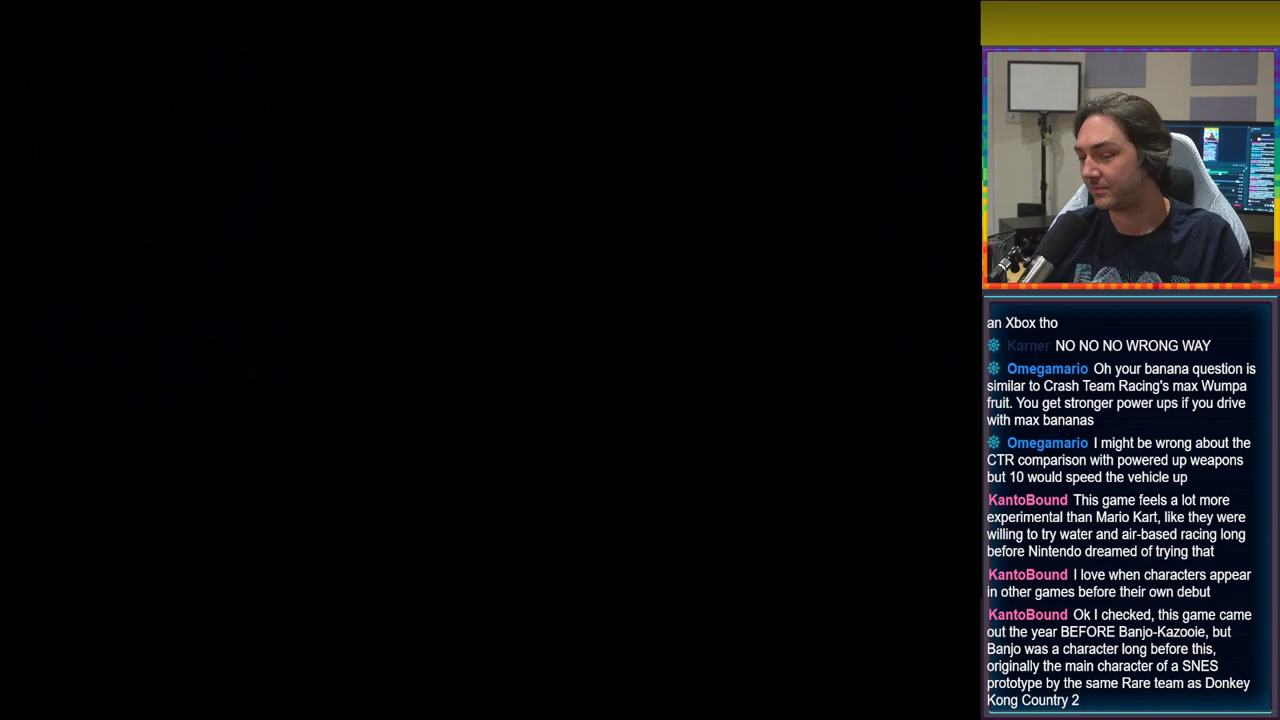 an Xbox tho
Karner NO NO NO WRONG WAY
Omegamario Oh your banana question is
similar to Crash Team Racing's max Wumpa
fruit. You get stronger power ups if you drive
with max bananas
Omegamario I might be wrong about the
CTR comparison with powered up weapons
but 10 would speed the vehicle up
KantoBound This game feels a lot more
experimental than Mario Kart, like they were
willing to try water and air-based racing long
before Nintendo dreamed of trying that
KantoBound I love when characters appear
in other games before their own debut
KantoBound Ok I checked, this game came
out the year BEFORE Banjo-Kazooie, but
Banjo was a character long before this,
originally the main character of a SNES
prototype by the same Rare team as Donkey
Kong Country 2